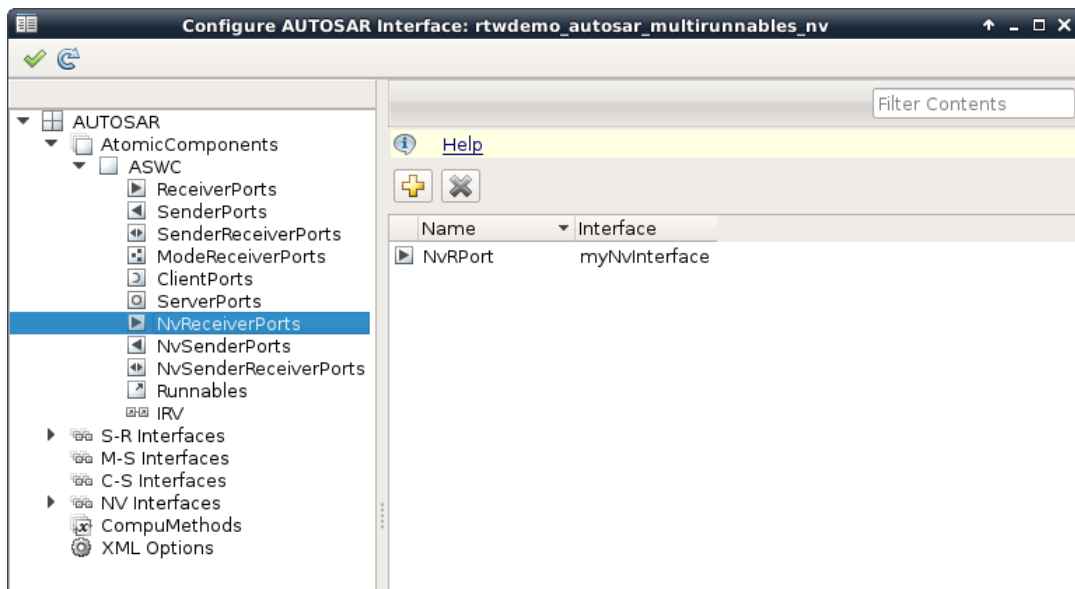 Configure AUTOSAR Interface: rtwdemo_autosar_multirunnables_nv
Filter Contents
AUTOSAR
AtomicComponents
ASWC
ReceiverPorts
SenderPorts
SenderReceiverPorts
ModeReceiverPorts
ClientPorts
ServerPorts
NvReceiverPorts
NvSenderPorts
NvSenderReceiverPorts
Runnables
IRV
S-R Interfaces
M-S Interfaces
C-S Interfaces
NV Interfaces
CompuMethods
XML Options
Help
Name Interface
NvRPort myNvInterface